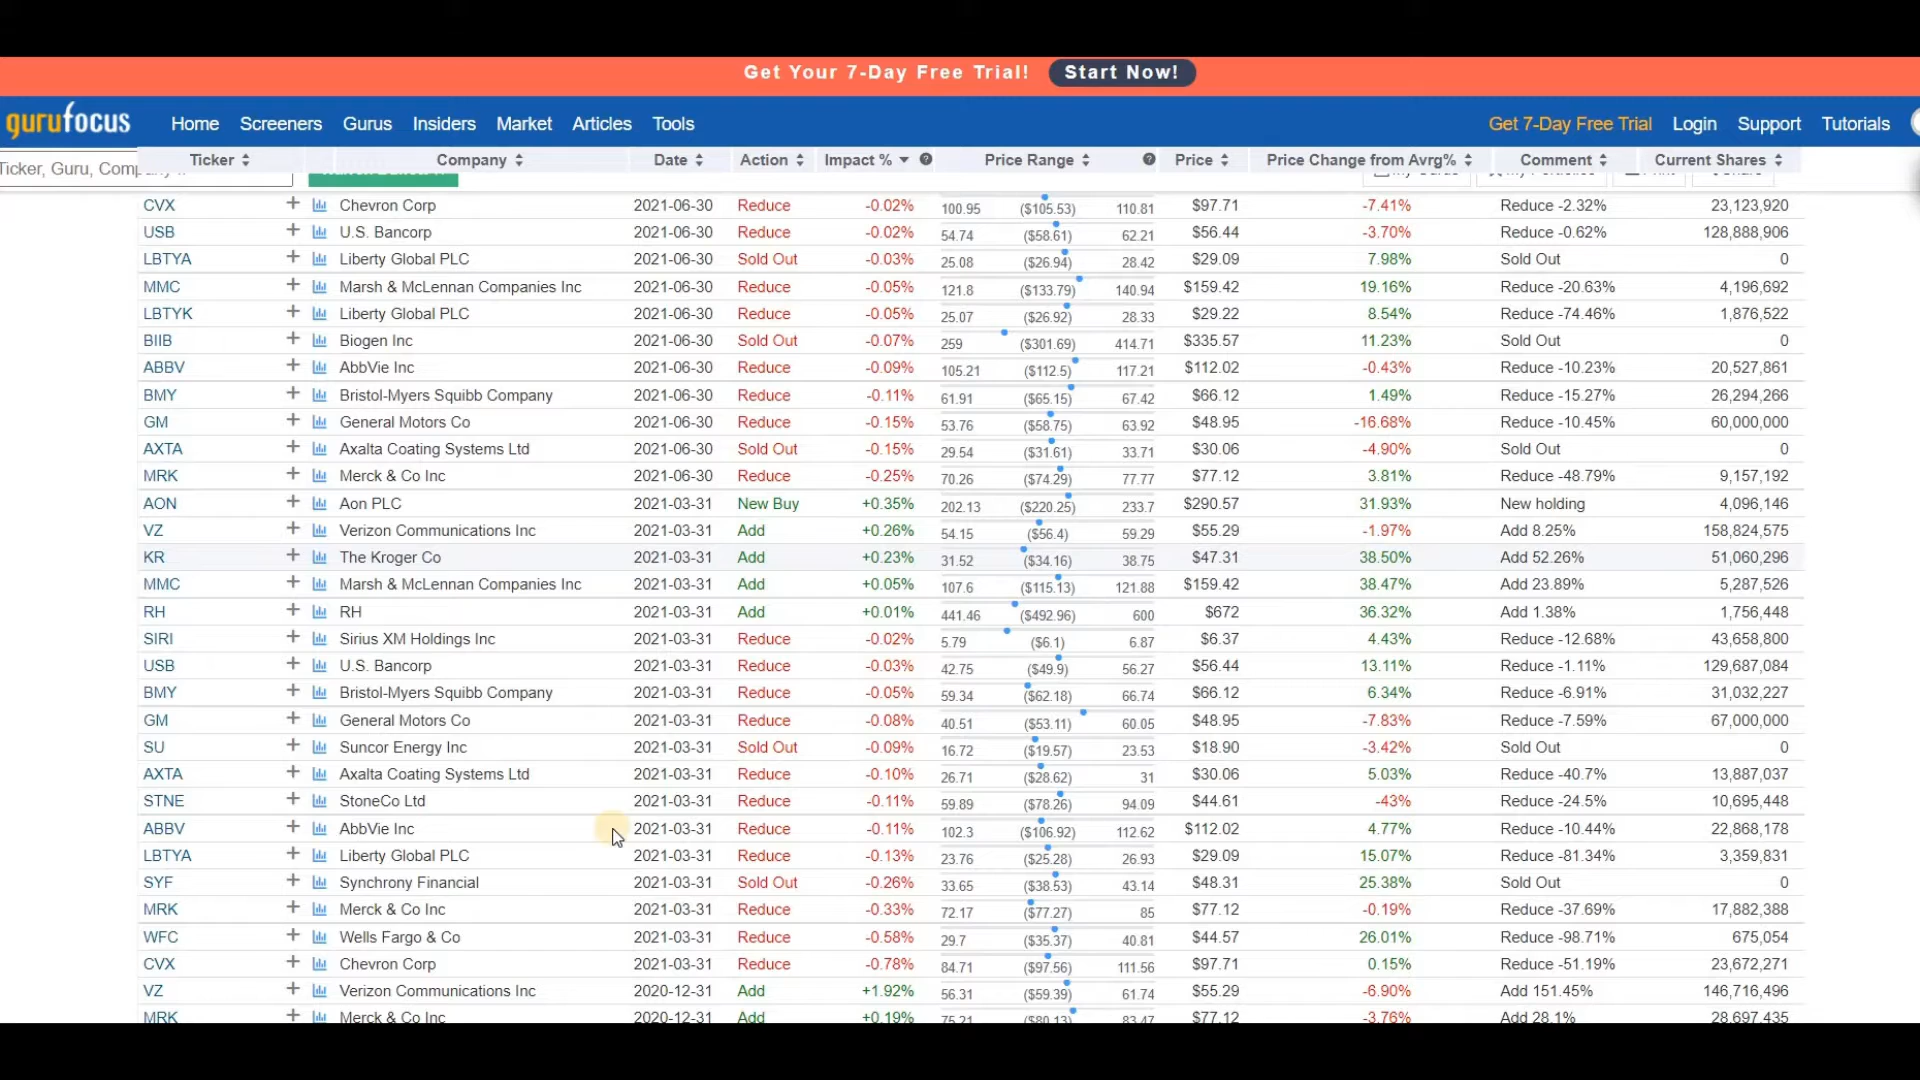 Get Your 7-Day Free Trial! Start Now!
gurufocus Home Screeners Gurus Insiders Market Articles Tools Get 7-Day Free Trial Login Support Tutorials
Ticker Company Date Action Impact % Price Range Price Price Change from Avrg% Comment Current Shares
Ticker, Guru,
CVX Chevron Corp 2021-06-30 Reduce -0.02% 100.95 ($105.53) 110.81 $97.71 -7.41% Reduce -2.32% 23,123,920
USB U.S. Bancorp 2021-06-30 Reduce -0.02% 54.74 ($58.61) 62.21 $56.44 -3.70% Reduce -0.62% 128,888,906
LBTYA Liberty Global PLC 2021-06-30 Sold Out -0.03% 25.08 ($26.94) 28.42 $29.09 7.98% Sold Out 0
MMC Marsh & McLennan Companies Inc 2021-06-30 Reduce -0.05% 121.8 ($133.79) 140.94 $159.42 19.16% Reduce -20.63% 4,196,692
LBTYK Liberty Global PLC 2021-06-30 Reduce -0.05% 25.07 ($26.92) 28.33 $29.22 8.54% Reduce -74.46% 1,876,522
BIIB Biogen Inc 2021-06-30 Sold Out -0.07% 259 ($301.69) 414.71 $335.57 11.23% Sold Out 0
ABBV AbbVie Inc 2021-06-30 Reduce -0.09% 105.21 ($112.5) 117.21 $112.02 -0.43% Reduce -10.23% 20,527,861
BMY Bristol-Myers Squibb Company 2021-06-30 Reduce -0.11% 61.91 ($65.15) 67.42 $66.12 1.49% Reduce -15.27% 26,294,266
GM General Motors Co 2021-06-30 Reduce -0.15% 53.76 ($58.75) 63.92 $48.95 -16.68% Reduce -10.45% 60,000,000
AXTA Axalta Coating Systems Ltd 2021-06-30 Sold Out -0.15% 29.54 ($31.61) 33.71 $30.06 -4.90% Sold Out 0
MRK Merck & Co Inc 2021-06-30 Reduce -0.25% 70.26 ($74.29) 77.77 $77.12 3.81% Reduce -48.79% 9,157,192
AON Aon PLC 2021-03-31 New Buy +0.35% 202.13 ($220.25) 233.7 $290.57 31.93% New holding 4,096,146
VZ Verizon Communications Inc 2021-03-31 Add +0.26% 54.15 ($56.4) 59.29 $55.29 -1.97% Add 8.25% 158,824,575
KR The Kroger Co 2021-03-31 Add +0.23% 31.52 ($34.16) 38.75 $47.31 38.50% Add 52.26% 51,060,296
MMC Marsh & McLennan Companies Inc 2021-03-31 Add +0.05% 107.6 ($115.13) 121.88 $159.42 38.47% Add 23.89% 5,287,526
RH RH 2021-03-31 Add +0.01% 441.46 ($492.96) 600 $672 36.32% Add 1.38% 1,756,448
SIRI Sirius XM Holdings Inc 2021-03-31 Reduce -0.02% 5.79 ($6.1) 6.87 $6.37 4.43% Reduce -12.68% 43,658,800
USB U.S. Bancorp 2021-03-31 Reduce -0.03% 42.75 ($49.9) 56.27 $56.44 13.11% Reduce -1.11% 129,687,084
BMY Bristol-Myers Squibb Company 2021-03-31 Reduce -0.05% 59.34 ($62.18) 66.74 $66.12 6.34% Reduce -6.91% 31,032,227
GM General Motors Co 2021-03-31 Reduce -0.08% 40.51 ($53.11) 60.05 $48.95 -7.83% Reduce -7.59% 67,000,000
SU Suncor Energy Inc 2021-03-31 Sold Out -0.09% 16.72 ($19.57) 23.53 $18.90 -3.42% Sold Out 0
AXTA Axalta Coating Systems Ltd 2021-03-31 Reduce -0.10% 26.71 ($28.62) 31 $30.06 5.03% Reduce -40.7% 13,887,037
STNE StoneCo Ltd 2021-03-31 Reduce -0.11% 59.89 ($78.26) 94.09 $44.61 -43% Reduce -24.5% 10,695,448
ABBV AbbVie Inc 2021-03-31 Reduce -0.11% 102.3 ($106.92) 112.62 $112.02 4.77% Reduce -10.44% 22,868,178
LBTYA Liberty Global PLC 2021-03-31 Reduce -0.13% 23.76 ($25.28) 26.93 $29.09 15.07% Reduce -81.34% 3,359,831
SYF Synchrony Financial 2021-03-31 Sold Out -0.26% 33.65 ($38.53) 43.14 $48.31 25.38% Sold Out 0
MRK Merck & Co Inc 2021-03-31 Reduce -0.33% 72.17 ($77.27) 85 $77.12 -0.19% Reduce -37.69% 17,882,388
WFC Wells Fargo & Co 2021-03-31 Reduce -0.58% 29.7 ($35.37) 40.81 $44.57 26.01% Reduce -98.71% 675,054
CVX Chevron Corp 2021-03-31 Reduce -0.78% 84.71 ($97.56) 111.56 $97.71 0.15% Reduce -51.19% 23,672,271
VZ Verizon Communications Inc 2020-12-31 Add +1.92% 56.31 ($59.39) 61.74 $55.29 -6.90% Add 151.45% 146,716,496
MRK Merck & Co Inc 2020-12-31 Add +0.19% 75.21 ($80.13) 83.47 $77.12 -3.76% Add 28.1% 28,697,435